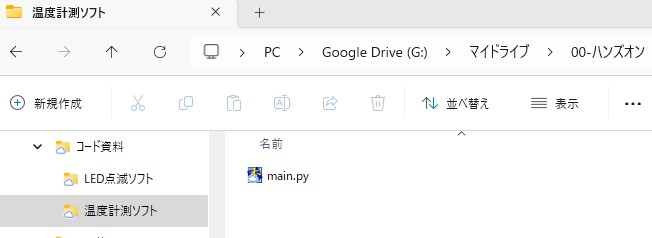 温度計測ソフト
PC > Google Drive (G:) > マイドライブ > 00-ハンズオン
新規作成 並べ替え 表示
名前
コード資料
main.py
LED点滅ソフト
温度計測ソフト